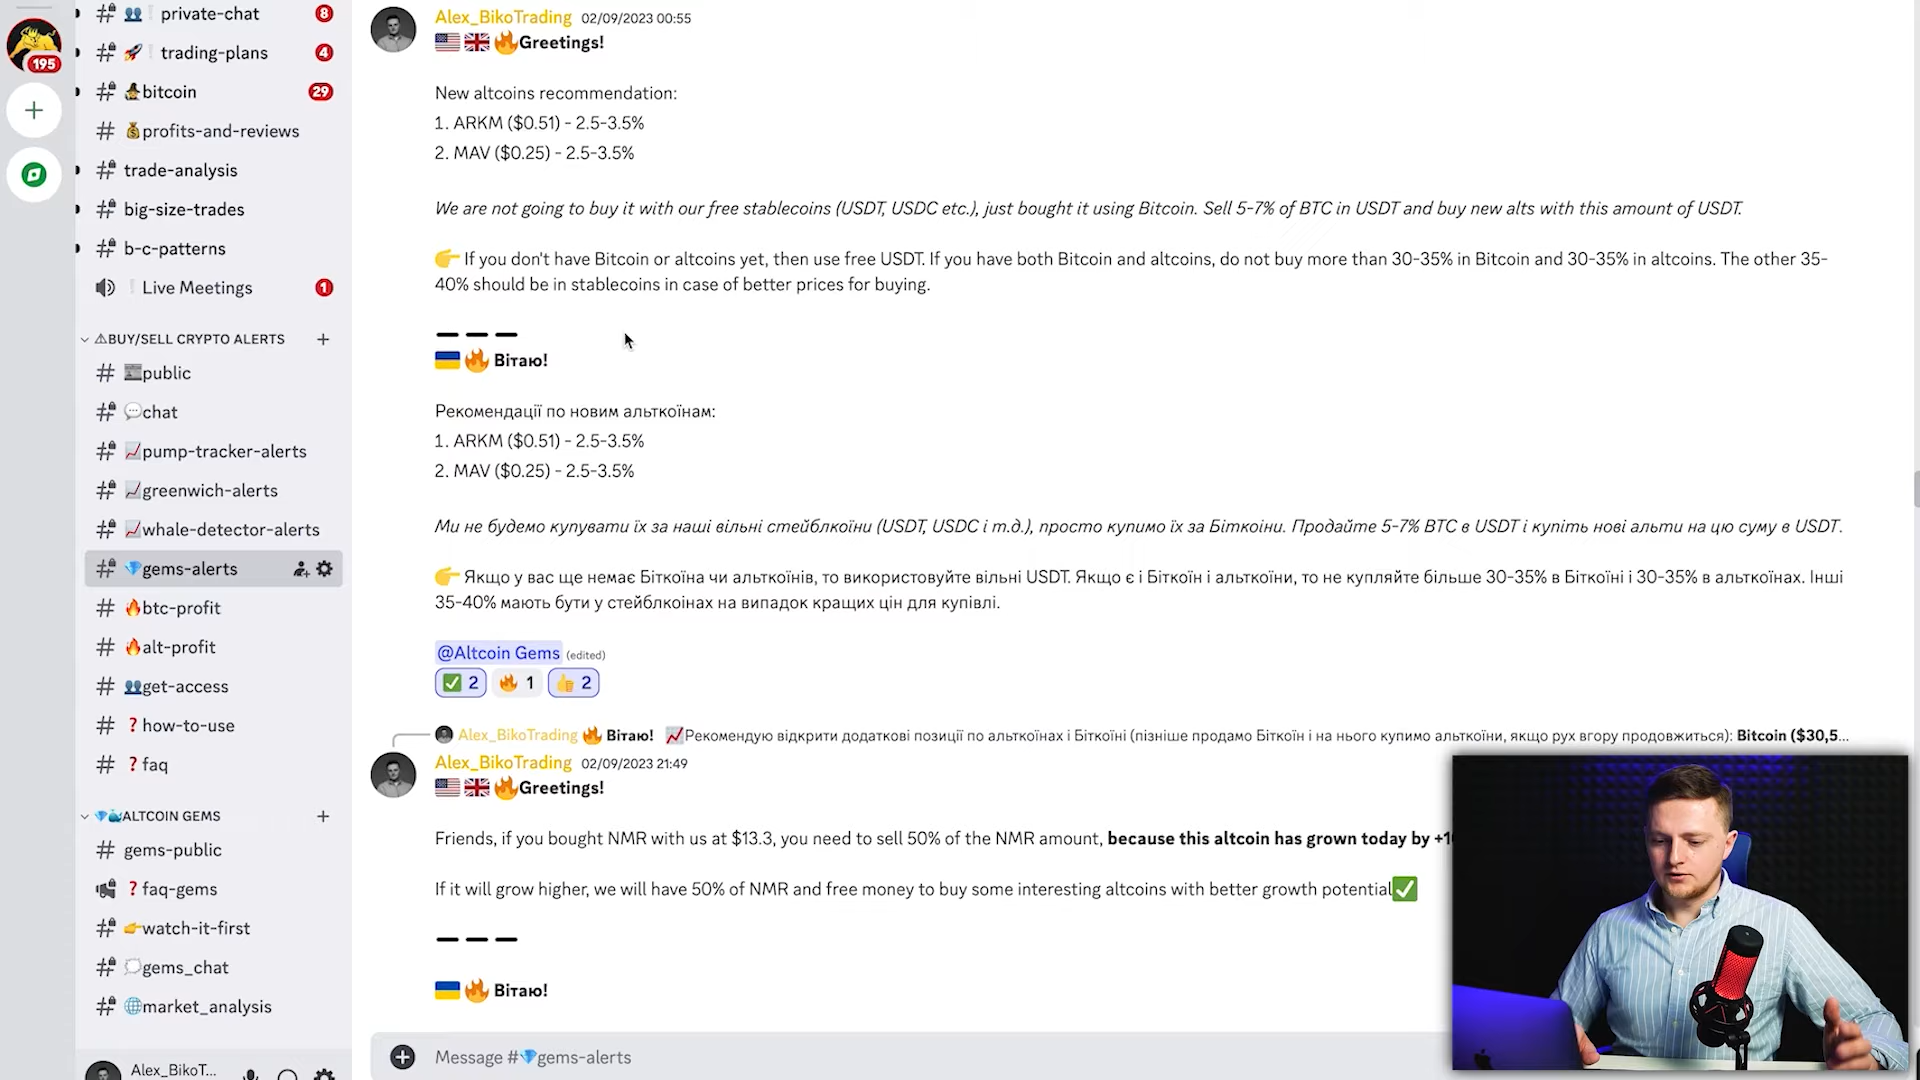 195
private-chat 8
trading-plans 4
bitcoin 29
profits-and-reviews
trade-analysis
big-size-trades
b-c-patterns
Live Meetings 1
BUY/SELL CRYPTO ALERTS
public
chat
pump-tracker-alerts
greenwich-alerts
whale-detector-alerts
gems-alerts
btc-profit
alt-profit
get-access
how-to-use
faq
ALTCOIN GEMS
gems-public
faq-gems
watch-it-first
gems_chat
market_analysis
Alex_BikoT...
Alex_BikoTrading 02/09/2023 00:55
Greetings!
New altcoins recommendation:
1. ARKM ($0.51) - 2.5-3.5%
2. MAV ($0.25) - 2.5-3.5%
We are not going to buy it with our free stablecoins (USDT, USDC etc.), just bought it using Bitcoin. Sell 5-7% of BTC in USDT and buy new alts with this amount of USDT.
👉 If you don't have Bitcoin or altcoins yet, then use free USDT. If you have both Bitcoin and altcoins, do not buy more than 30-35% in Bitcoin and 30-35% in altcoins. The other 35-
40% should be in stablecoins in case of better prices for buying.
Вітаю!
Рекомендації по новим альткоїнам:
1. ARKM ($0.51) - 2.5-3.5%
2. MAV ($0.25) - 2.5-3.5%
Ми не будемо купувати їх за наші вільні стейблкоїни (USDT, USDC і т.д.), просто купимо їх за Біткоіни. Продайте 5-7% BTC в USDT і купіть нові альти на цю суму в USDT.
👉 Якщо у вас ще немає Біткоїна чи альткоїнів, то використовуйте вільні USDT. Якщо є і Біткоїн і альткоїни, то не купляйте більше 30-35% в Біткоїні і 30-35% в альткоїнах. Інші
35-40% мають бути у стейблкоінах на випадок кращих цін для купівлі.
@Altcoin Gems (edited)
2 1 2
Alex_BikoTrading Вітаю! Рекомендую відкрити додаткові позиції по альткоїнах і Біткоїні (пізніше продамо Біткоїн і на нього купимо альткоїни, якщо рух вгору продовжиться): Bitcoin ($30,5...
Alex_BikoTrading 02/09/2023 21:49
Greetings!
Friends, if you bought NMR with us at $13.3, you need to sell 50% of the NMR amount, because this altcoin has grown today by
If it will grow higher, we will have 50% of NMR and free money to buy some interesting altcoins with better growth potential
Вітаю!
Message #gems-alerts